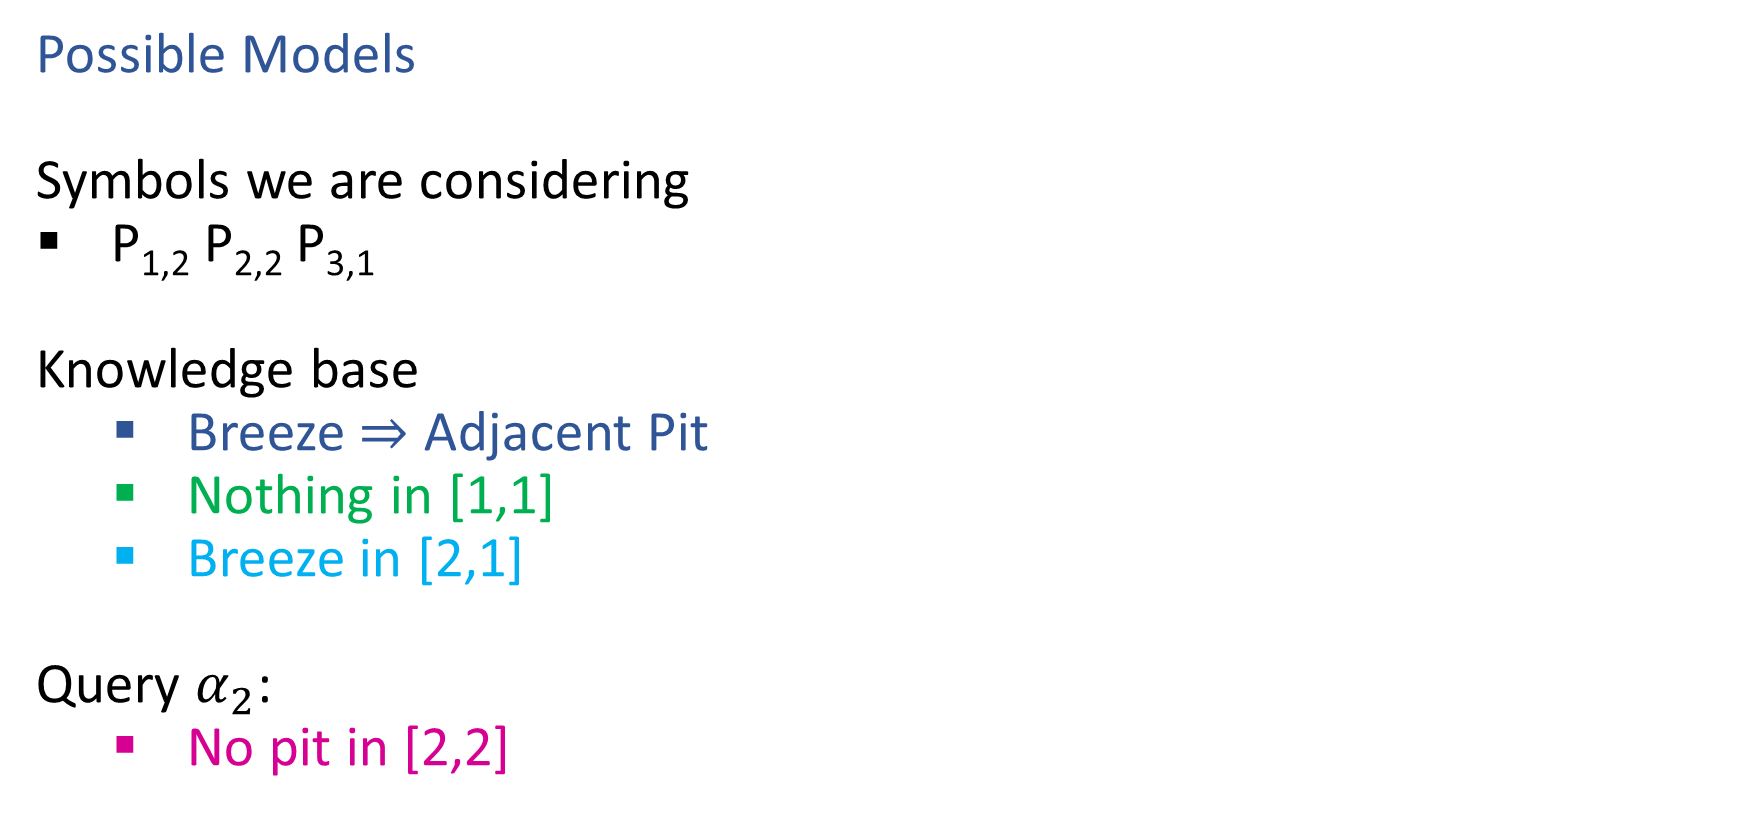 Possible Models
Symbols we are considering
▪ P₁,₂ P₂,₂ P₃,₁
Knowledge base
▪ Breeze ⇒ Adjacent Pit
▪ Nothing in [1,1]
▪ Breeze in [2,1]
Query α₂:
▪ No pit in [2,2]